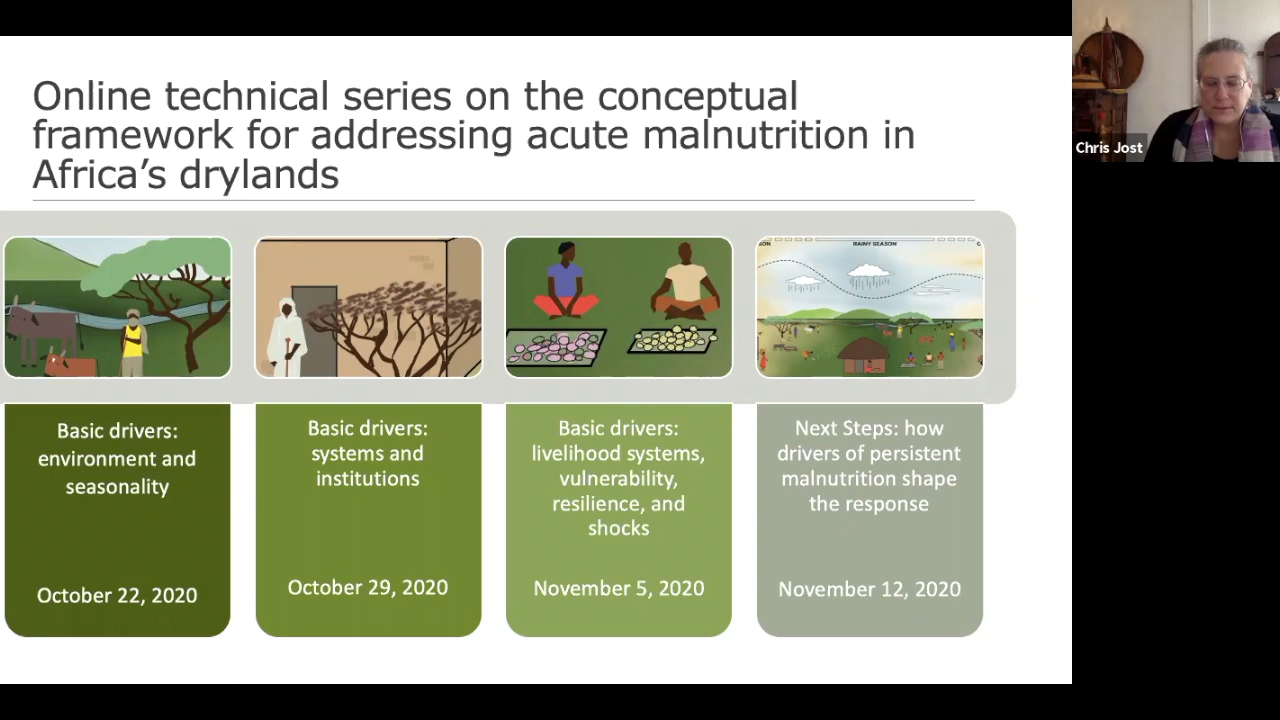 Online technical series on the conceptual
framework for addressing acute malnutrition in
Africa's drylands
Chris Jost
SON
RAINY SEASON
Basic drivers:
environment and
seasonality
October 22, 2020
Basic drivers:
systems and
institutions
October 29, 2020
Basic drivers:
livelihood systems,
vulnerability,
resilience, and
shocks
November 5, 2020
Next Steps: how
drivers of persistent
malnutrition shape
the response
November 12, 2020